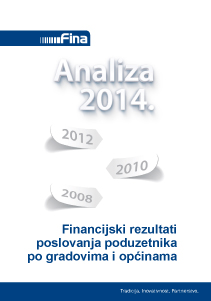 Fina
Analiza
2014.
2012
2010
2008
Financijski rezultati
poslovanja poduzetnika
po gradovima i općinama
Tradicija, Inovativnost, Partnerstvo.